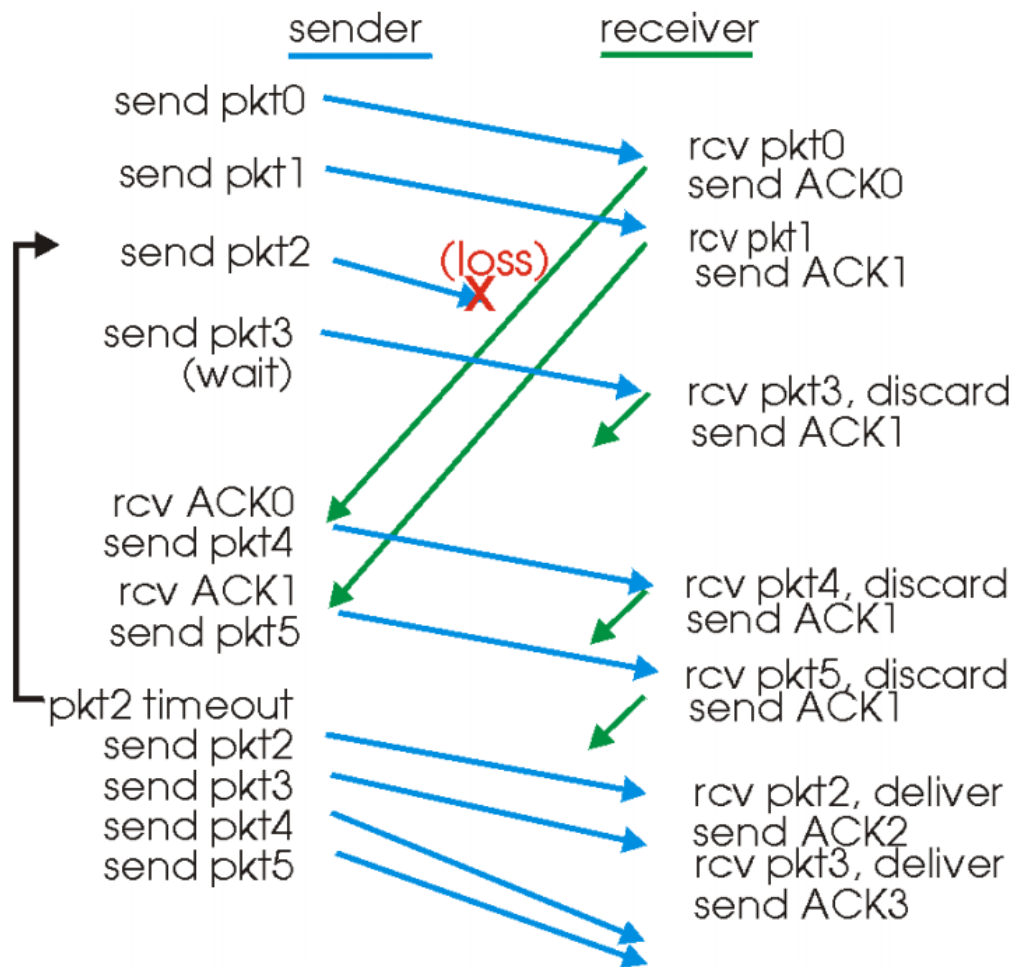 sender
receiver
send pkt0
rcv pkt0
send ACK0
send pkt1
rcv pkt1
send ACK1
send pkt2
(loss)
X
send pkt3
(wait)
rcv pkt3, discard
send ACK1
rcv ACK0
send pkt4
rcv ACK1
send pkt5
rcv pkt4, discard
send ACK1
rcv pkt5, discard
send ACK1
pkt2 timeout
send pkt2
send pkt3
send pkt4
send pkt5
rcv pkt2, deliver
send ACK2
rcv pkt3, deliver
send ACK3